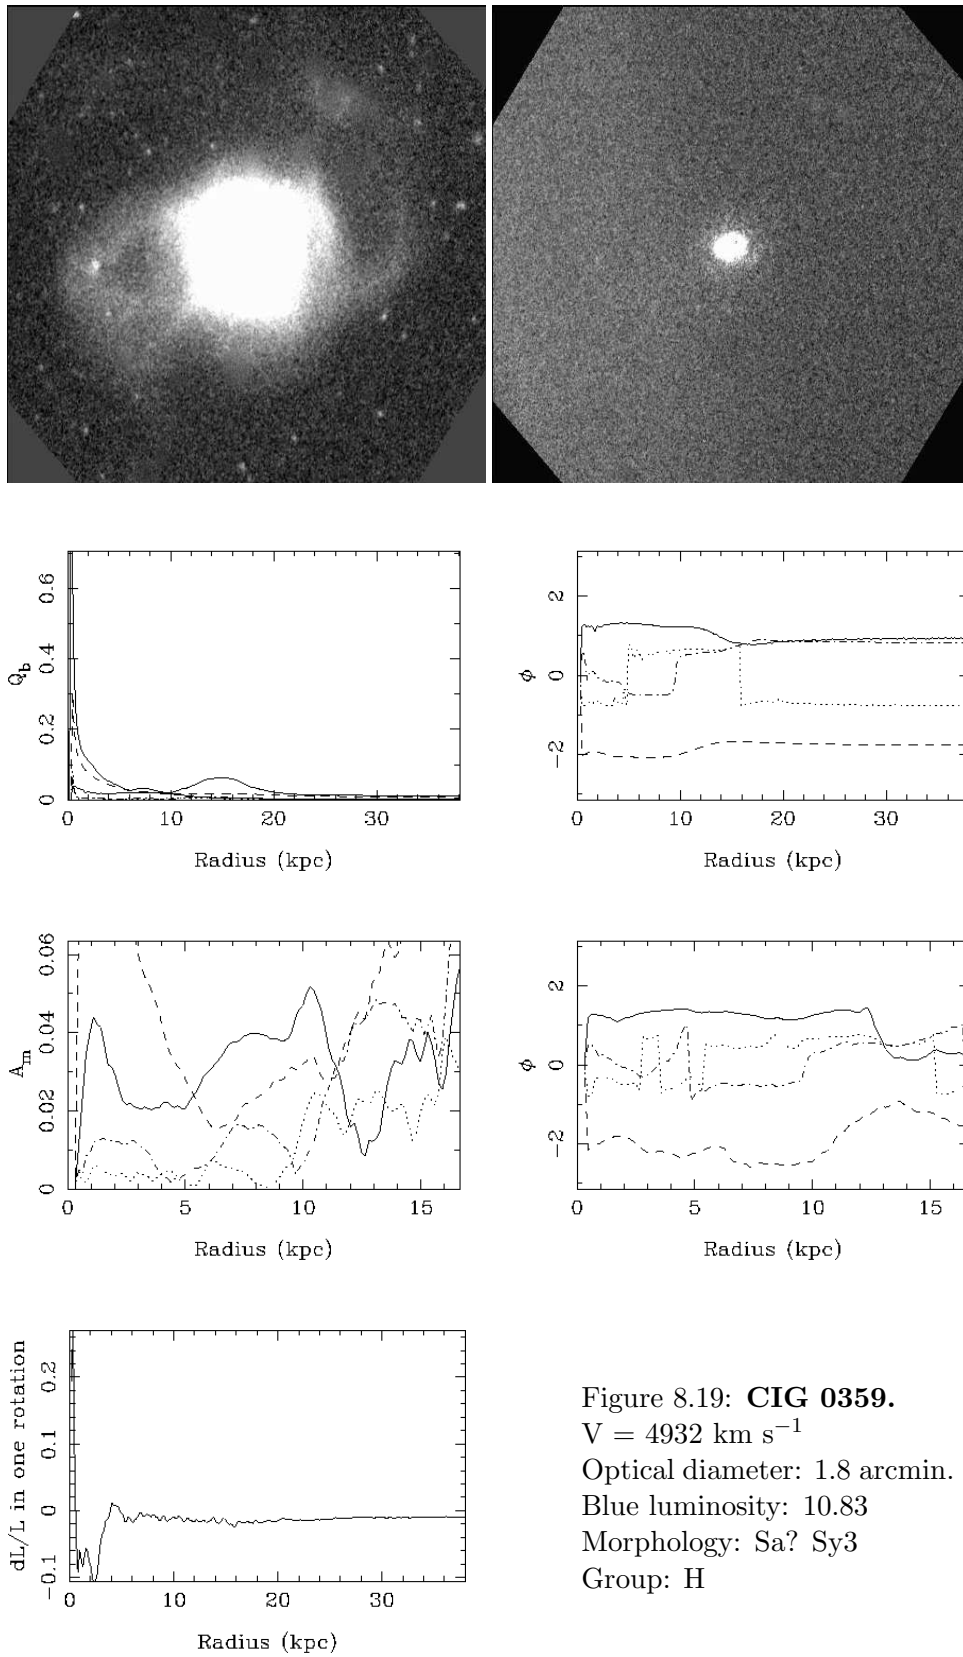 0.6
0.4
0.2
0
Q_b
0 10 20 30
Radius (kpc)
2
0
−2
ϕ
0 10 20 30
Radius (kpc)
0.06
0.04
0.02
0
A_m
0 5 10 15
Radius (kpc)
2
0
−2
ϕ
0 5 10 15
Radius (kpc)
0.2
0.1
0
−0.1
dL/L in one rotation
0 10 20 30
Radius (kpc)
Figure 8.19: CIG 0359.
V = 4932 km s⁻¹
Optical diameter: 1.8 arcmin.
Blue luminosity: 10.83
Morphology: Sa? Sy3
Group: H